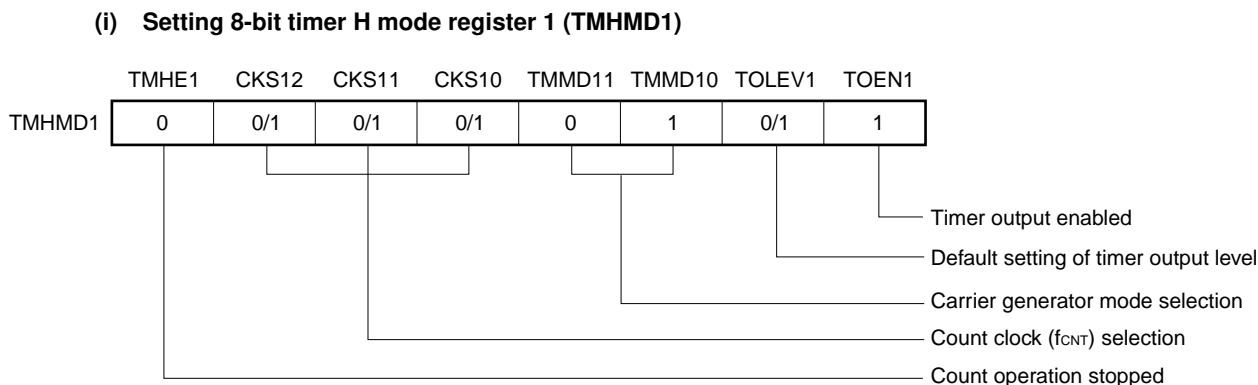 (i) Setting 8-bit timer H mode register 1 (TMHMD1)
TMHE1 CKS12 CKS11 CKS10 TMMD11 TMMD10 TOLEV1 TOEN1
TMHMD1 0 0/1 0/1 0/1 0 1 0/1 1
Timer output enabled
Default setting of timer output level
Carrier generator mode selection
Count clock (fCNT) selection
Count operation stopped